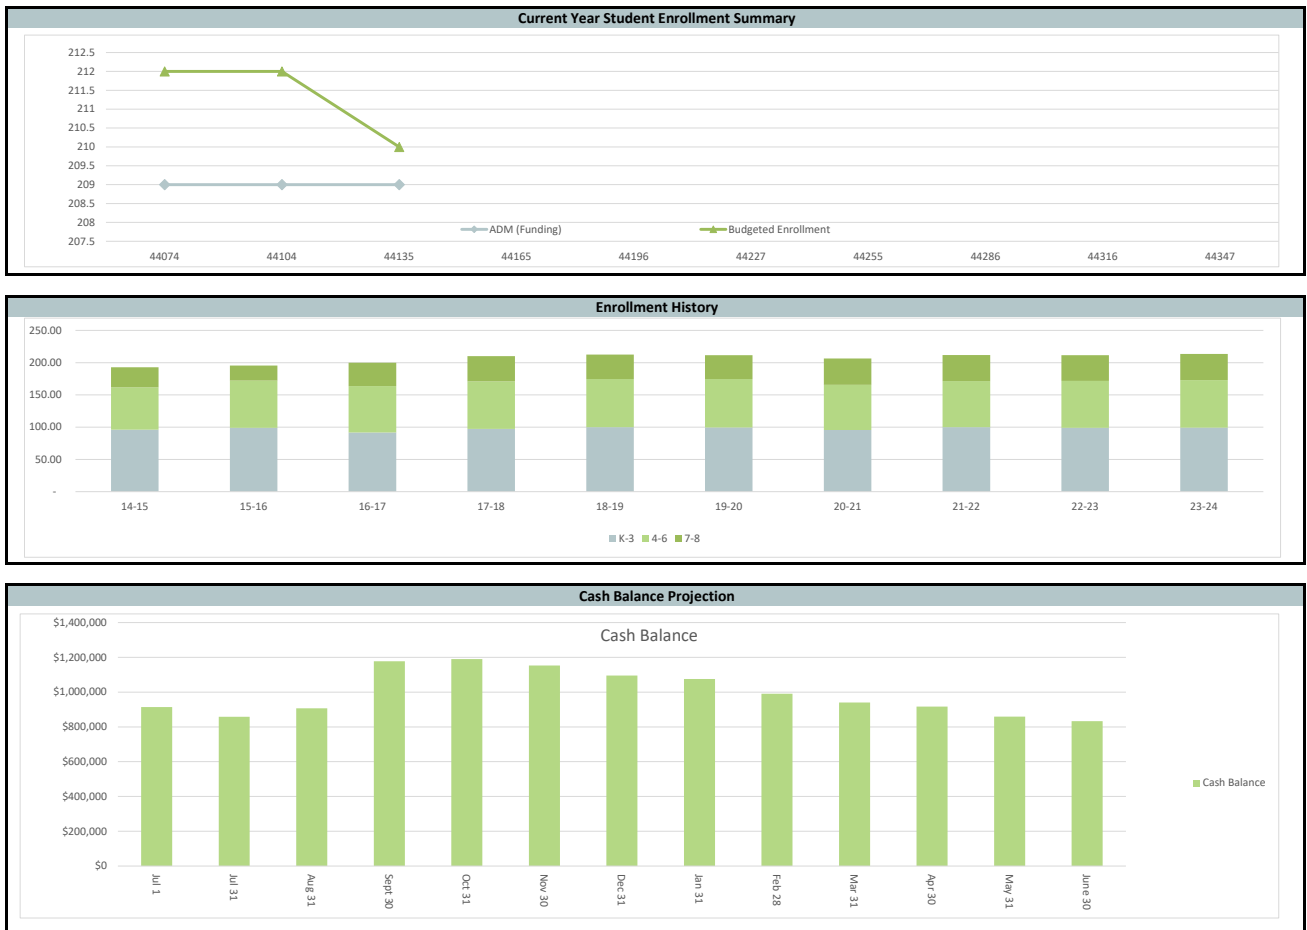 Current Year Student Enrollment Summary
212.5
212
211.5
211
210.5
210
209.5
209
208.5
208
207.5
ADM (Funding) Budgeted Enrollment
44074 44104 44135 44165 44196 44227 44255 44286 44316 44347
Enrollment History
250.00
200.00
150.00
100.00
50.00
-
14-15 15-16 16-17 17-18 18-19 19-20 20-21 21-22 22-23 23-24
K-3 4-6 7-8
Cash Balance Projection
Cash Balance
$1,400,000
$1,200,000
$1,000,000
$800,000
$600,000
$400,000
$200,000
$0
Jul 1 Jul 31 Aug 31 Sept 30 Oct 31 Nov 30 Dec 31 Jan 31 Feb 28 Mar 31 Apr 30 May 31 June 30
Cash Balance